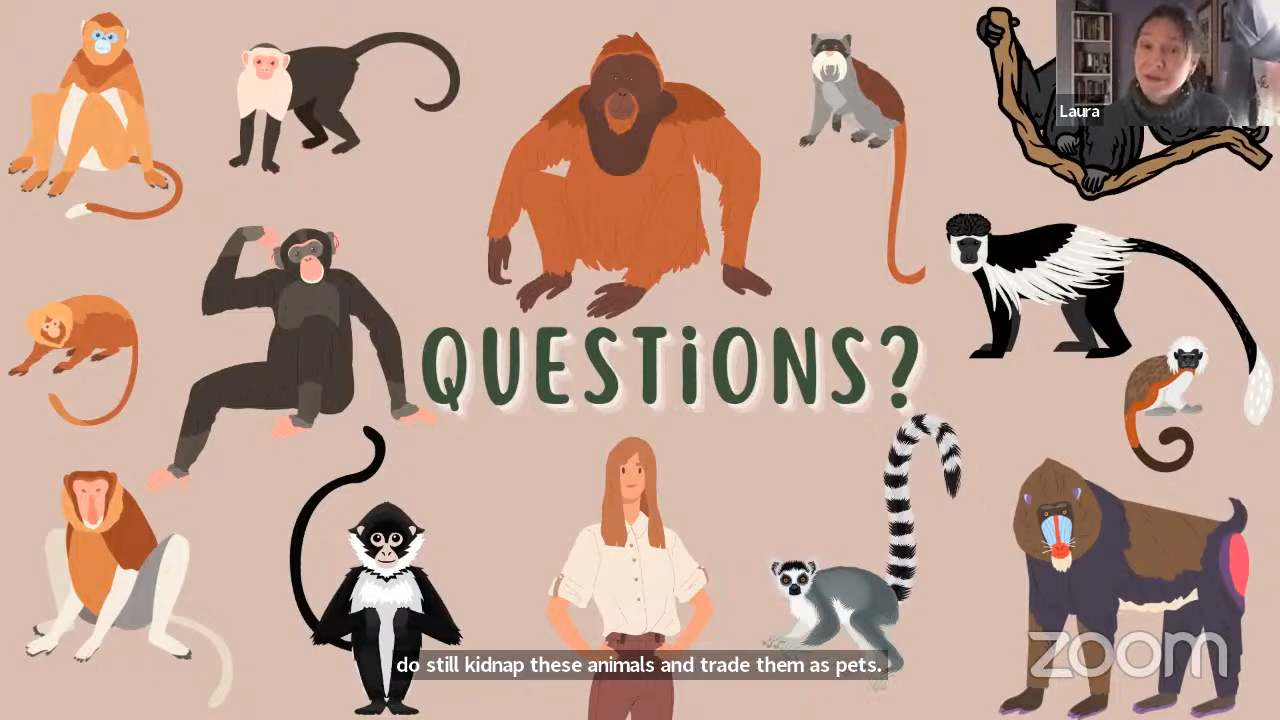 Laura
QUESTiONS?
do still kidnap these animals and trade them as pets.
zoom